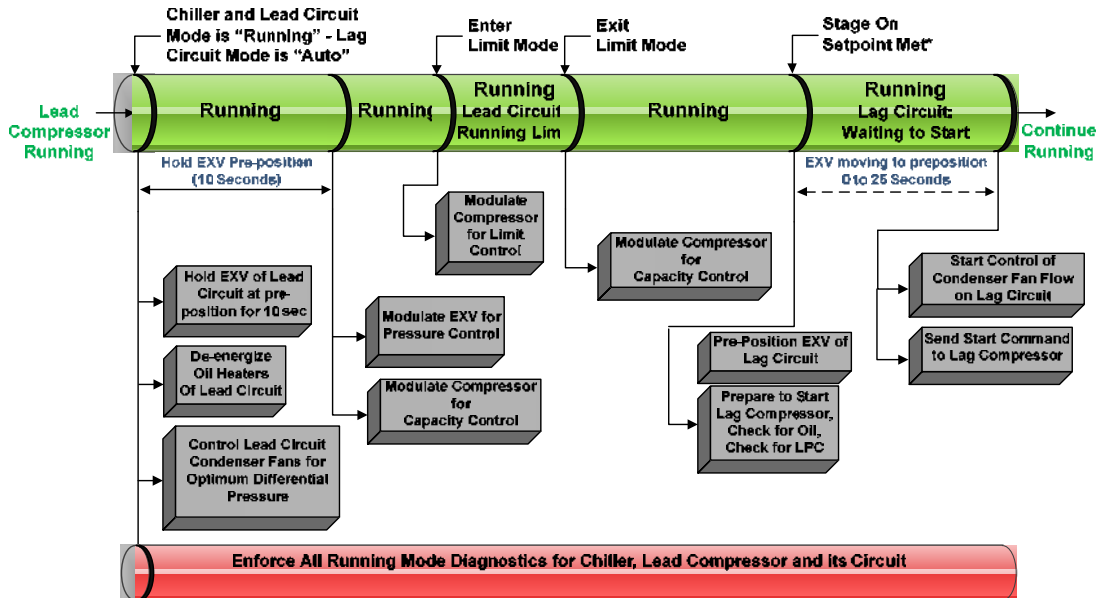 Chiller and Lead Circuit
Mode is “Running” - Lag
Circuit Mode is “Auto”
Enter
Limit Mode
Exit
Limit Mode
Stage On
Setpoint Met*
Lead
Compressor
Running
Running
Running
Running
Lead Circuit
Running Lim
Running
Running
Lag Circuit:
Waiting to Start
Continue
Running
Hold EXV Pre-position
(10 Seconds)
EXV moving to preposition
0 to 25 Seconds
Hold EXV of Lead
Circuit at pre-
position for 10 sec
De-energize
Oil Heaters
Of Lead Circuit
Control Lead Circuit
Condenser Fans for
Optimum Differential
Pressure
Modulate EXV for
Pressure Control
Modulate Compressor
for
Capacity Control
Modulate
Compressor
for Limit
Control
Modulate Compressor
for
Capacity Control
Pre-Position EXV of
Lag Circuit
Prepare to Start
Lag Compressor,
Check for Oil,
Check for LPC
Start Control of
Condenser Fan Flow
on Lag Circuit
Send Start Command
to Lag Compressor
Enforce All Running Mode Diagnostics for Chiller, Lead Compressor and its Circuit